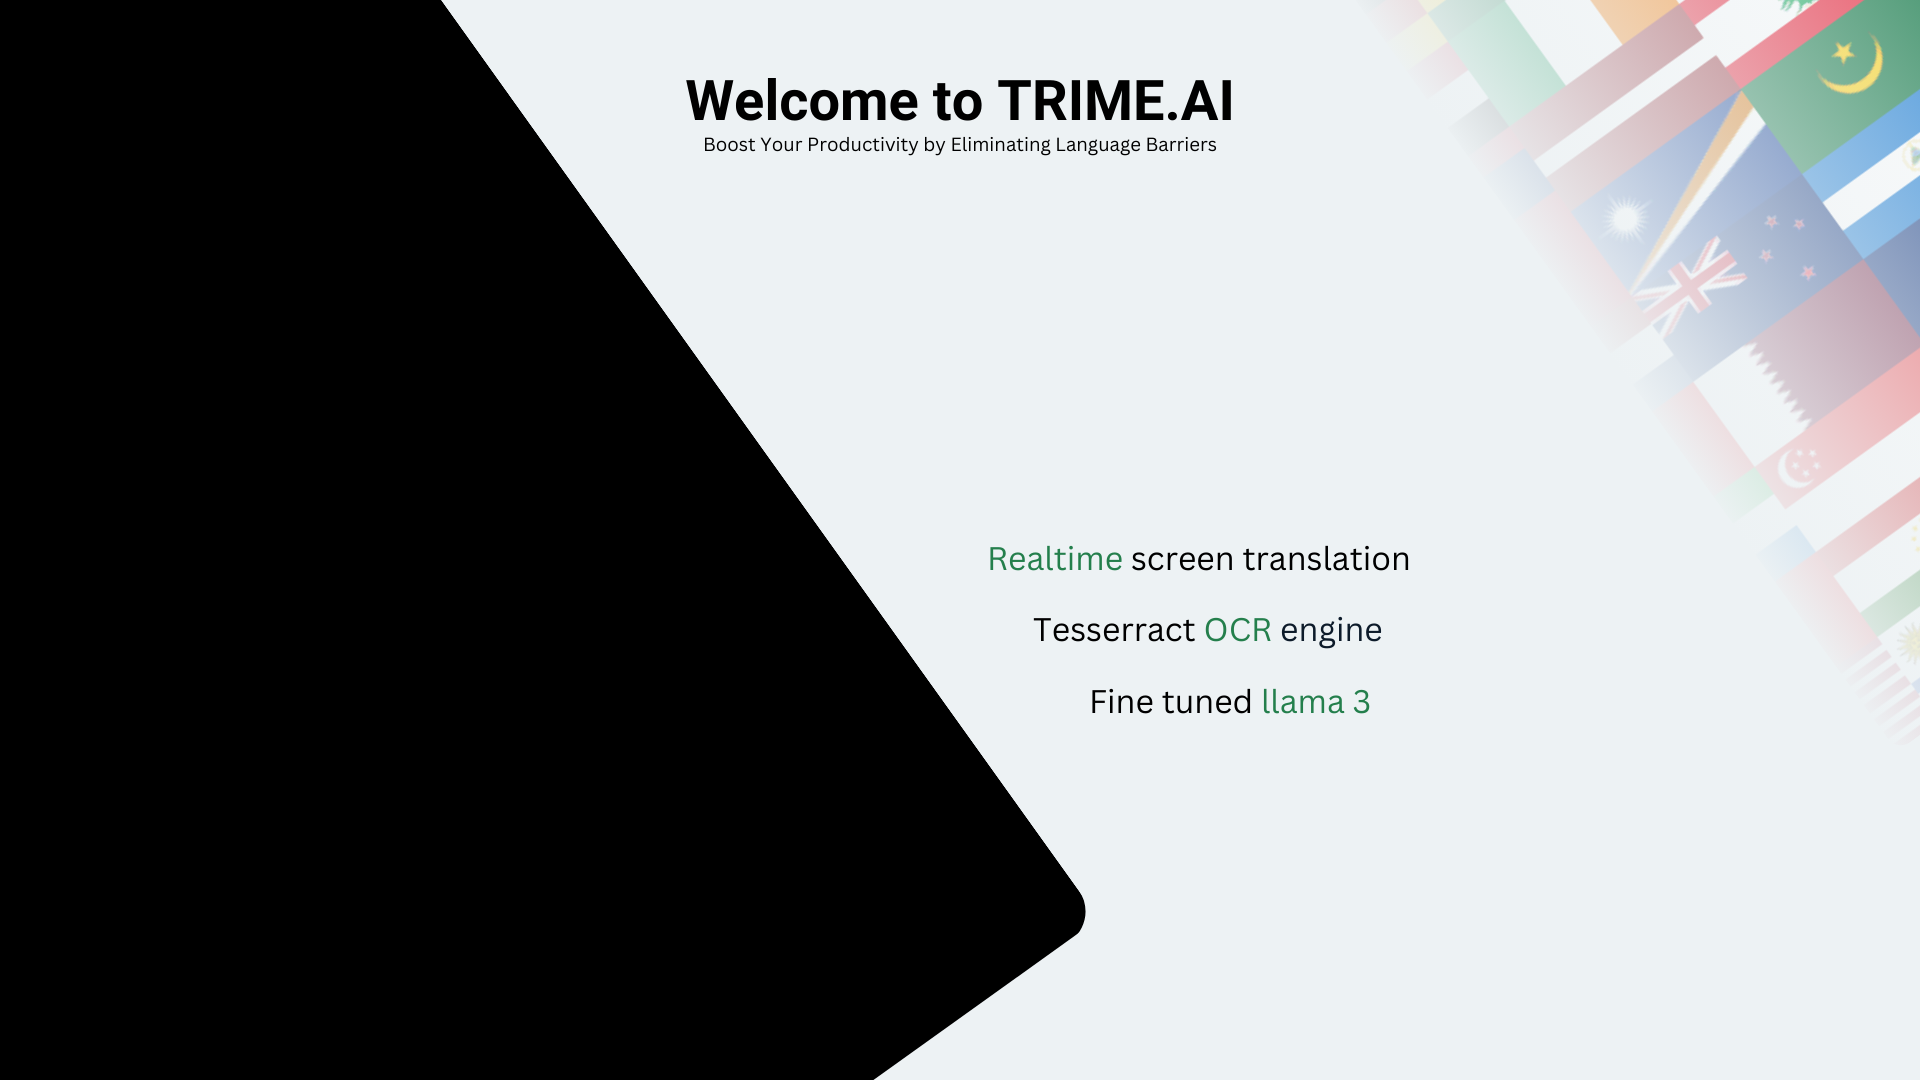 Welcome to TRIME.AI
Boost Your Productivity by Eliminating Language Barriers
Realtime screen translation
Tesserract OCR engine
Fine tuned llama 3